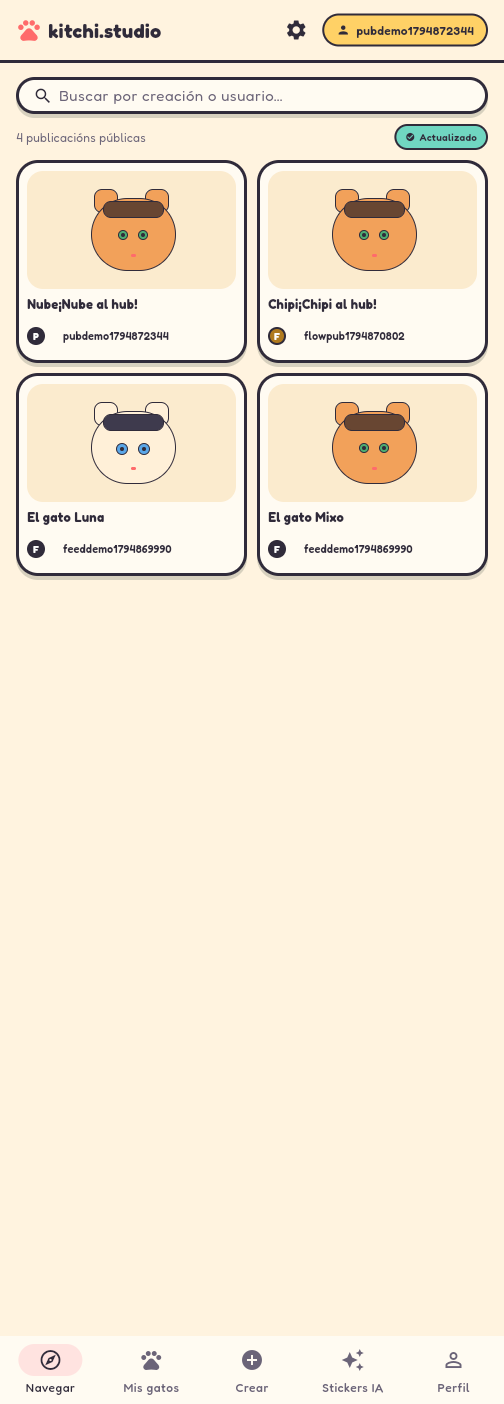 kitchi.studio
pubdemo1794872344
Buscar por creación o usuario...
4 publicacións públicas
Actualizado
Nube¡Nube al hub!
P pubdemo1794872344
Chipi¡Chipi al hub!
F flowpub1794870802
El gato Luna
F feeddemo1794869990
El gato Mixo
F feeddemo1794869990
Navegar
Mis gatos
Crear
Stickers IA
Perfil